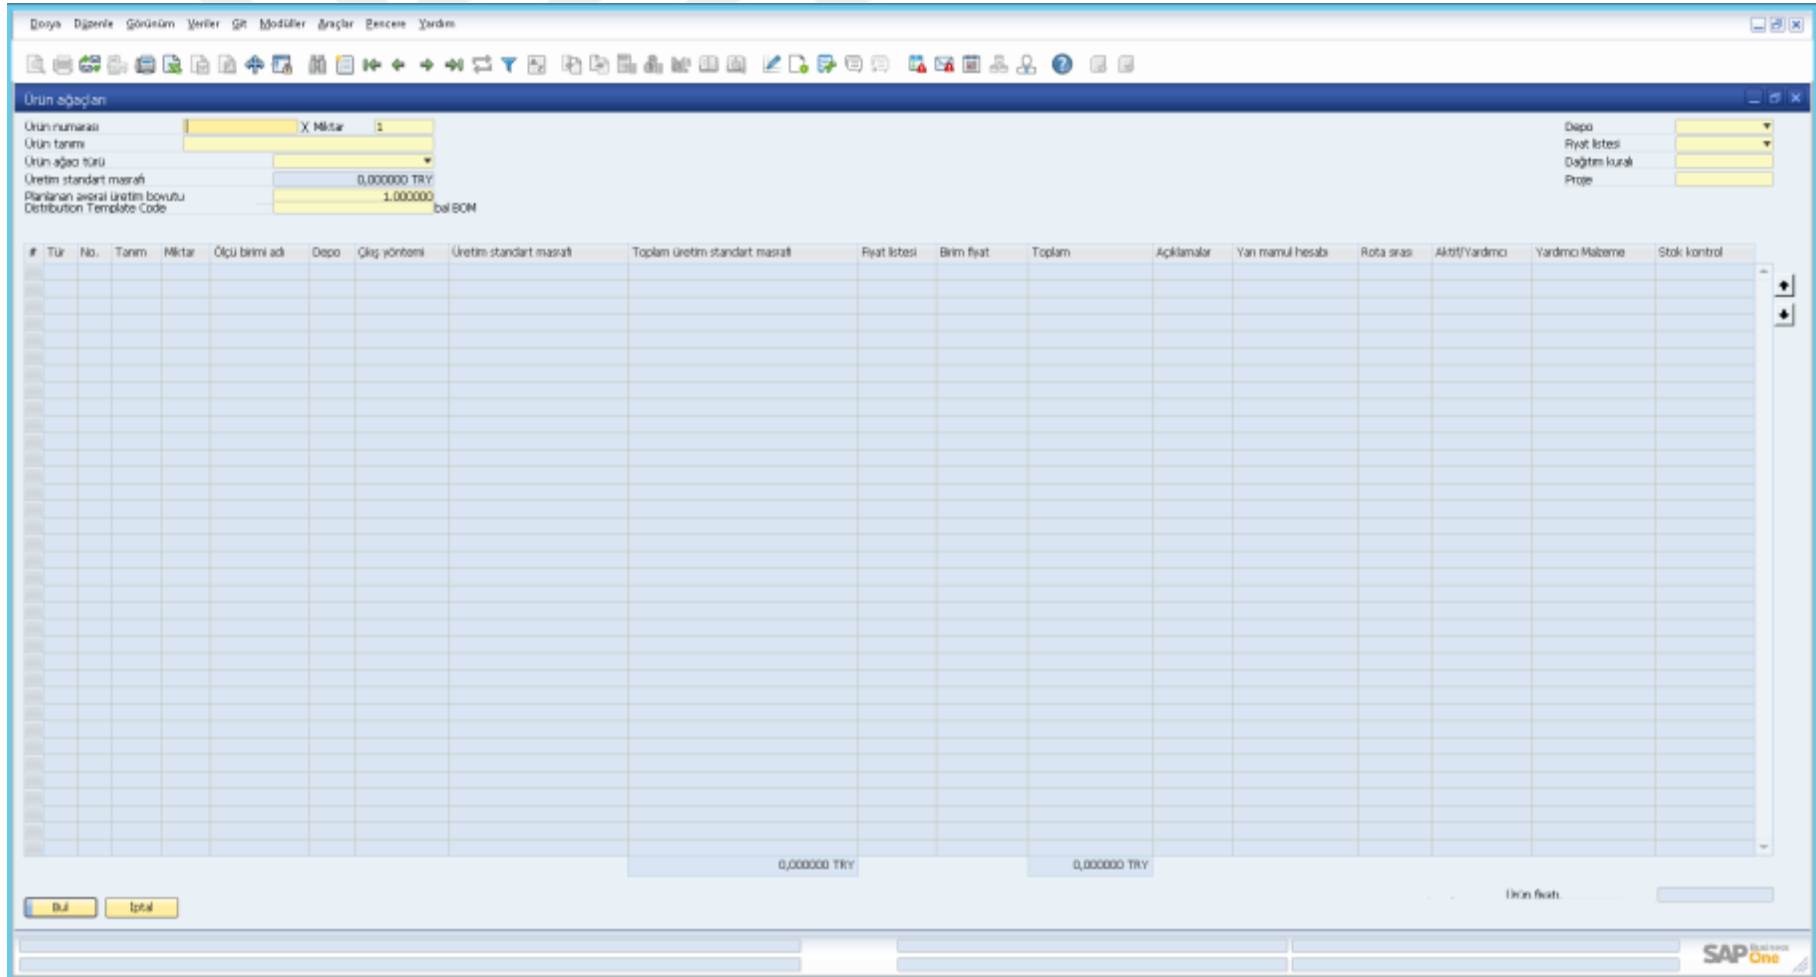 Dosya Düzenle Görünüm Veriler Git Modüller Araçlar Pencere Yardım
Ürün ağaçları
Ürün numarası X Miktar 1
Ürün tanımı
Ürün ağacı türü
Üretim standart masrafı 0,000000 TRY
Planlanan averaj üretim boyutu 1.000000
Distribution Template Code bal BOM
Depo
Fiyat listesi
Dağıtım kuralı
Proje
# Tür No. Tanım Miktar Ölçü birimi adı Depo Çıkış yöntemi Üretim standart masrafı Toplam üretim standart masrafı Fiyat listesi Birim fiyat Toplam Açıklamalar Yarı mamul hesabı Rota sırası Aktif/Yardımcı Yardımcı Malzeme Stok kontrol
0,000000 TRY 0,000000 TRY
Ürün fiyatı
Bul İptal
SAP Business One